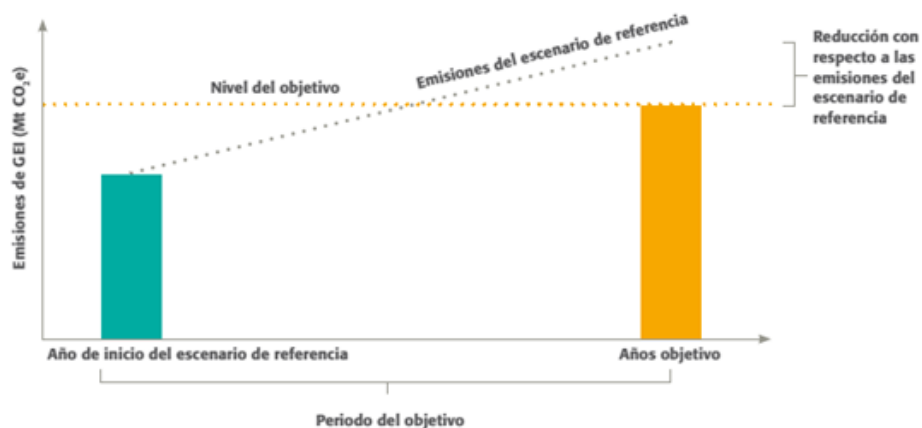 Emisiones de GEI (Mt CO₂e)
Nivel del objetivo
Emisiones del escenario de referencia
Reducción con
respecto a las
emisiones del
escenario de
referencia
Año de inicio del escenario de referencia
Años objetivo
Periodo del objetivo